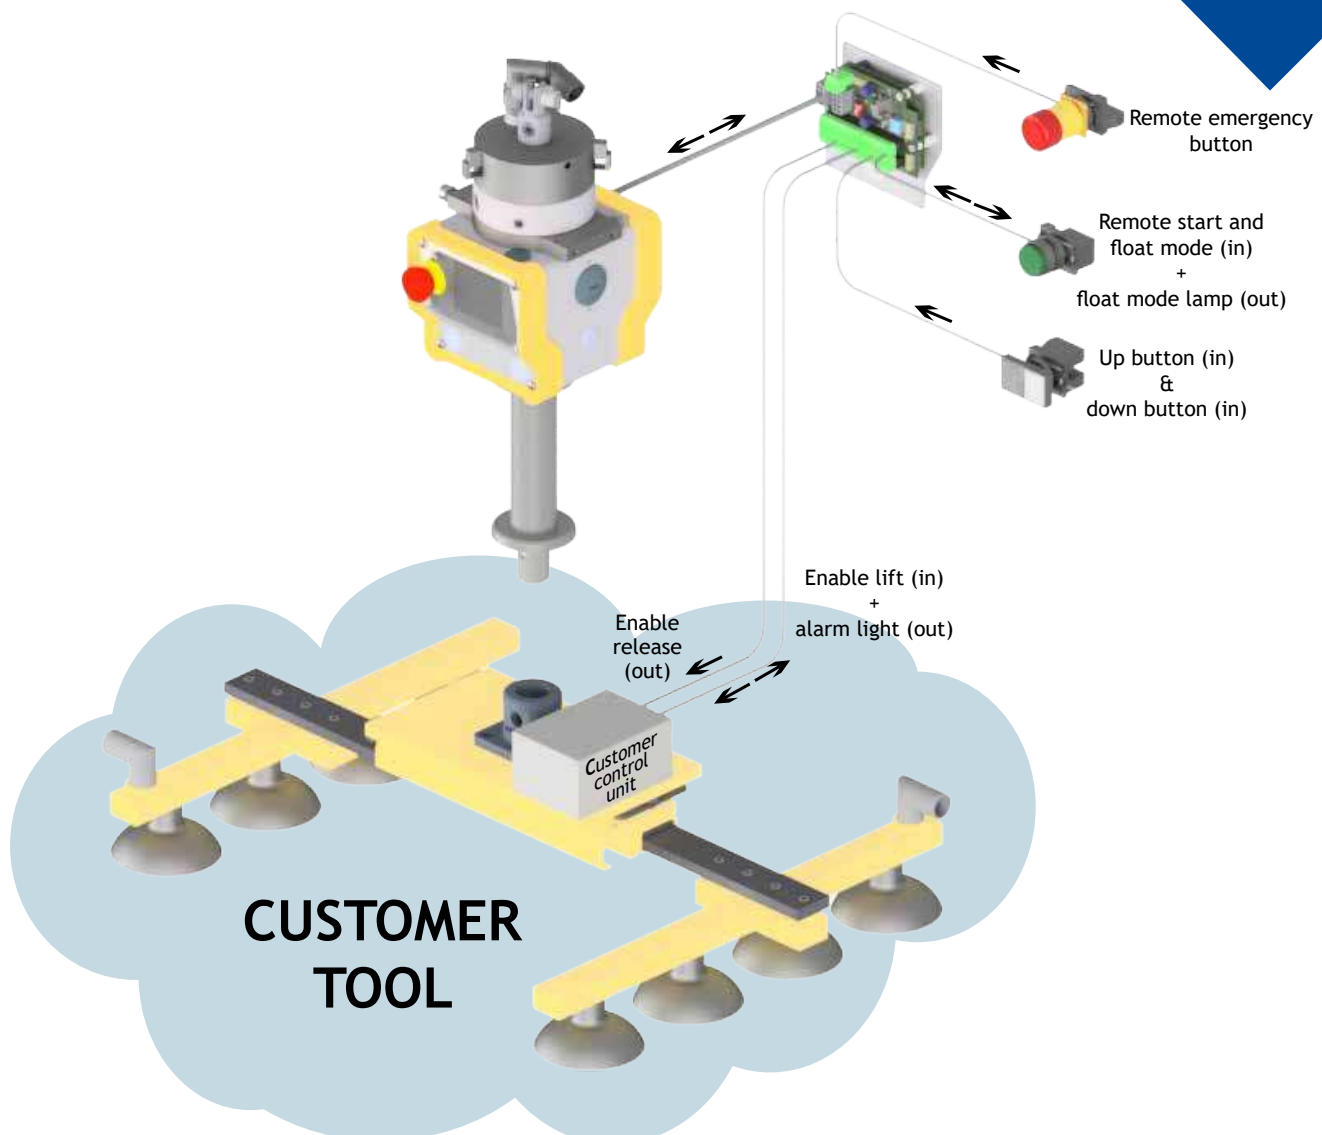 Remote emergency
button
Remote start and
float mode (in)
+
float mode lamp (out)
Up button (in)
&
down button (in)
Enable lift (in)
+
alarm light (out)
Enable
release
(out)
Customer
control
unit
CUSTOMER
TOOL